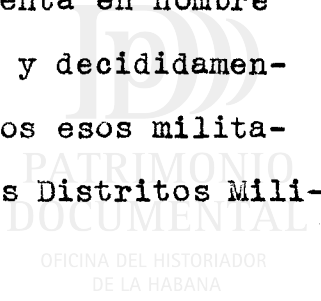 enta en nombre
y decididamen-
os esos milita-
s Distritos Mili-
PATRIMONIO
DOCUMENTAL
OFICINA DEL HISTORIADOR
DE LA HABANA